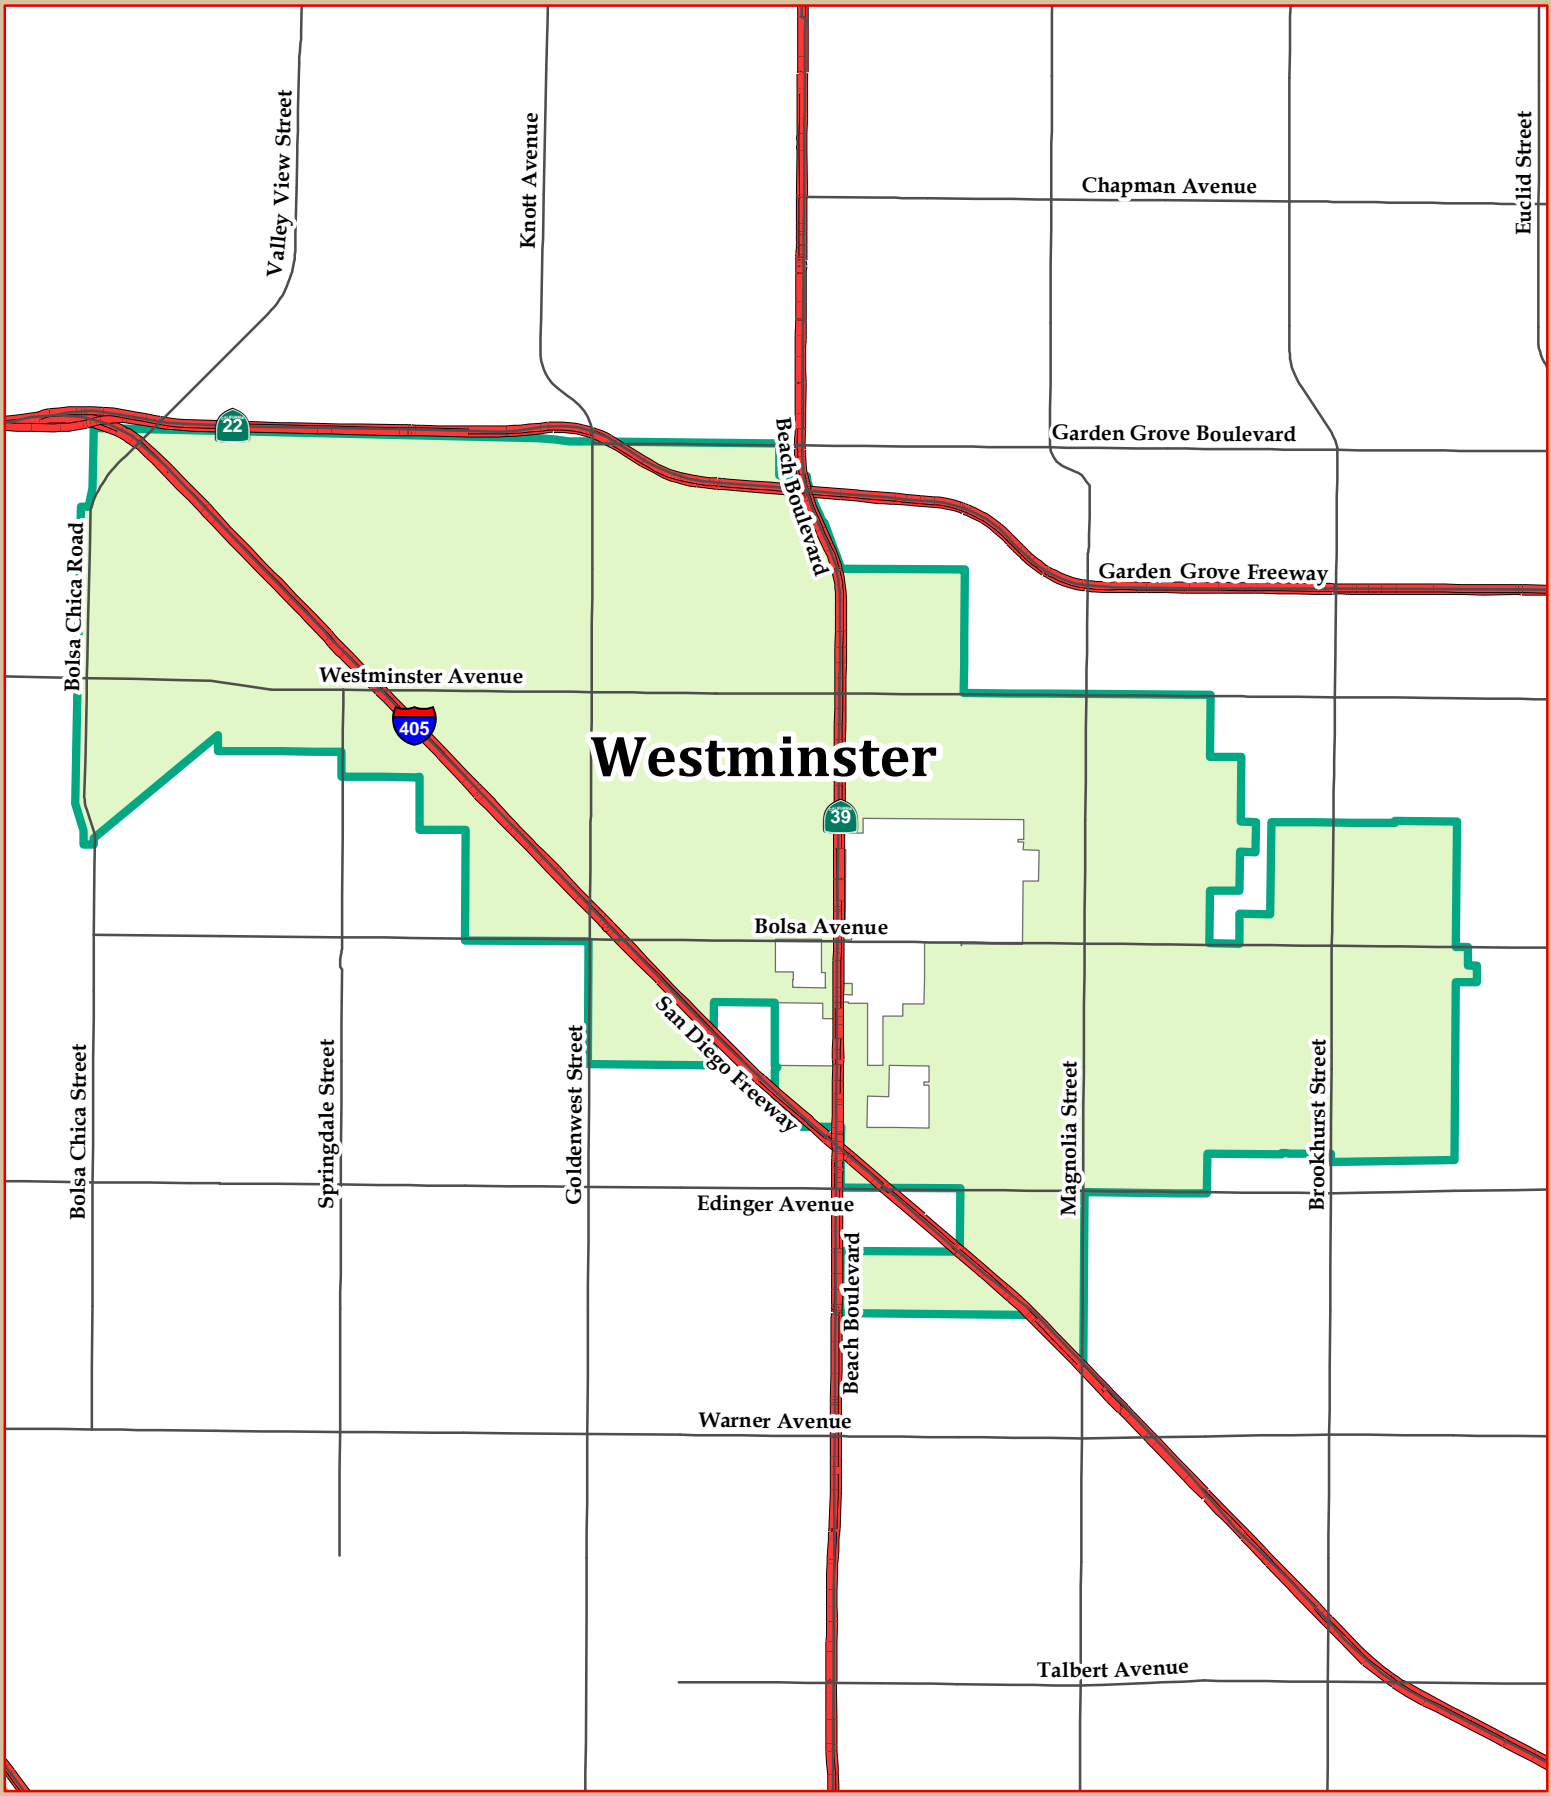 Valley View Street
Knott Avenue
Euclid Street
Chapman Avenue
22
Beach Boulevard
Garden Grove Boulevard
Garden Grove Freeway
Bolsa Chica Road
Westminster Avenue
405
Westminster
39
Bolsa Avenue
San Diego Freeway
Bolsa Chica Street
Springdale Street
Goldenwest Street
Magnolia Street
Brookhurst Street
Edinger Avenue
Beach Boulevard
Warner Avenue
Talbert Avenue